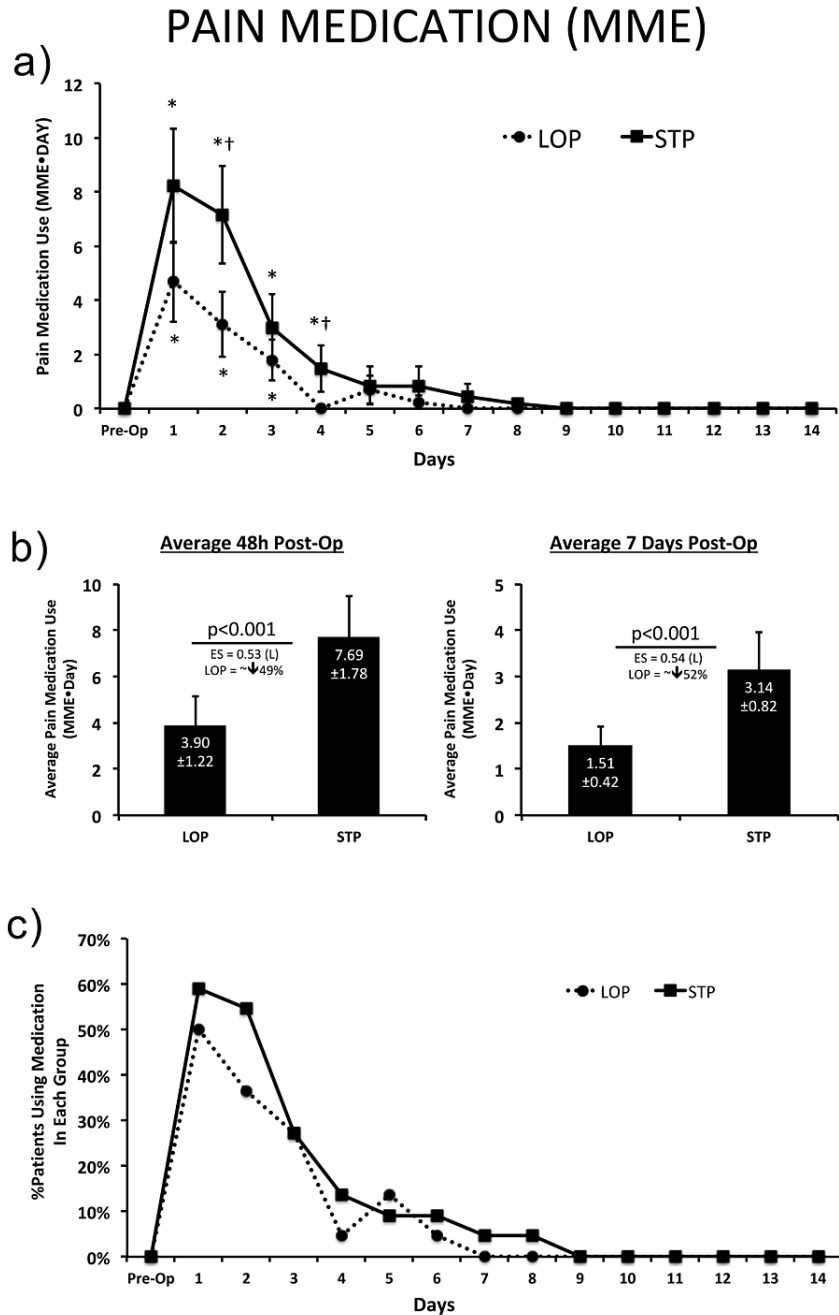 PAIN MEDICATION (MME)
a)
Pain Medication Use (MME•DAY)
12
10
8
6
4
2
0
*
*†
*
*†
*
*
*
LOP
STP
Pre-Op 1 2 3 4 5 6 7 8 9 10 11 12 13 14
Days
b)
Average 48h Post-Op
Average Pain Medication Use
(MME•Day)
10
8
6
4
2
0
p<0.001
ES = 0.53 (L)
LOP = ~↓49%
3.90
±1.22
7.69
±1.78
LOP STP
Average 7 Days Post-Op
Average Pain Medication Use
(MME•Day)
5
4
3
2
1
0
p<0.001
ES = 0.54 (L)
LOP = ~↓52%
1.51
±0.42
3.14
±0.82
LOP STP
c)
%Patients Using Medication
In Each Group
70%
60%
50%
40%
30%
20%
10%
0%
LOP
STP
Pre-Op 1 2 3 4 5 6 7 8 9 10 11 12 13 14
Days